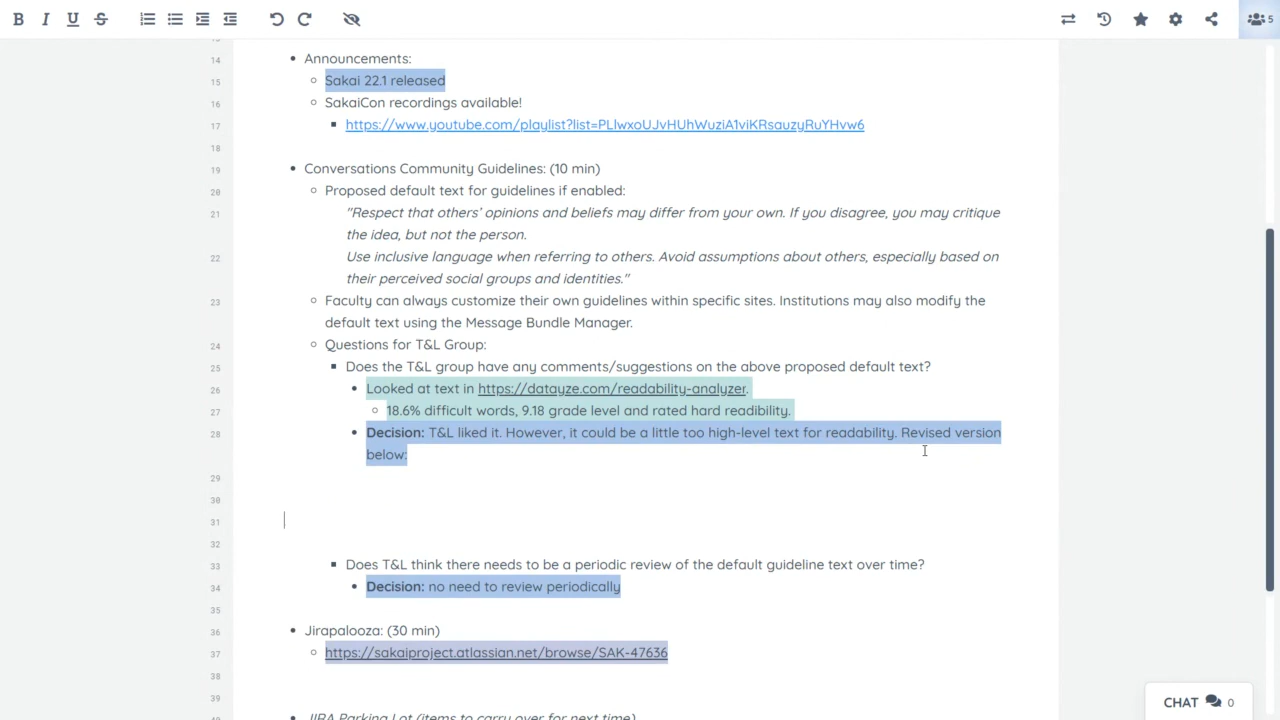 B I U S 5
14 Announcements:
15 Sakai 22.1 released
16 SakaiCon recordings available!
17 https://www.youtube.com/playlist?list=PLlwxoUJvHUhWuziA1viKRsauzyRuYHvw6
18
19 Conversations Community Guidelines: (10 min)
20 Proposed default text for guidelines if enabled:
21 "Respect that others' opinions and beliefs may differ from your own. If you disagree, you may critique
the idea, but not the person.
22 Use inclusive language when referring to others. Avoid assumptions about others, especially based on
their perceived social groups and identities."
23 Faculty can always customize their own guidelines within specific sites. Institutions may also modify the
default text using the Message Bundle Manager.
24 Questions for T&L Group:
25 Does the T&L group have any comments/suggestions on the above proposed default text?
26 Looked at text in https://datayze.com/readability-analyzer.
27 18.6% difficult words, 9.18 grade level and rated hard readibility.
28 Decision: T&L liked it. However, it could be a little too high-level text for readability. Revised version
below:
29
30
31
32
33 Does T&L think there needs to be a periodic review of the default guideline text over time?
34 Decision: no need to review periodically
35
36 Jirapalooza: (30 min)
37 https://sakaiproject.atlassian.net/browse/SAK-47636
38
39
JIRA Parking Lot (items to carry over for next time)
CHAT 0